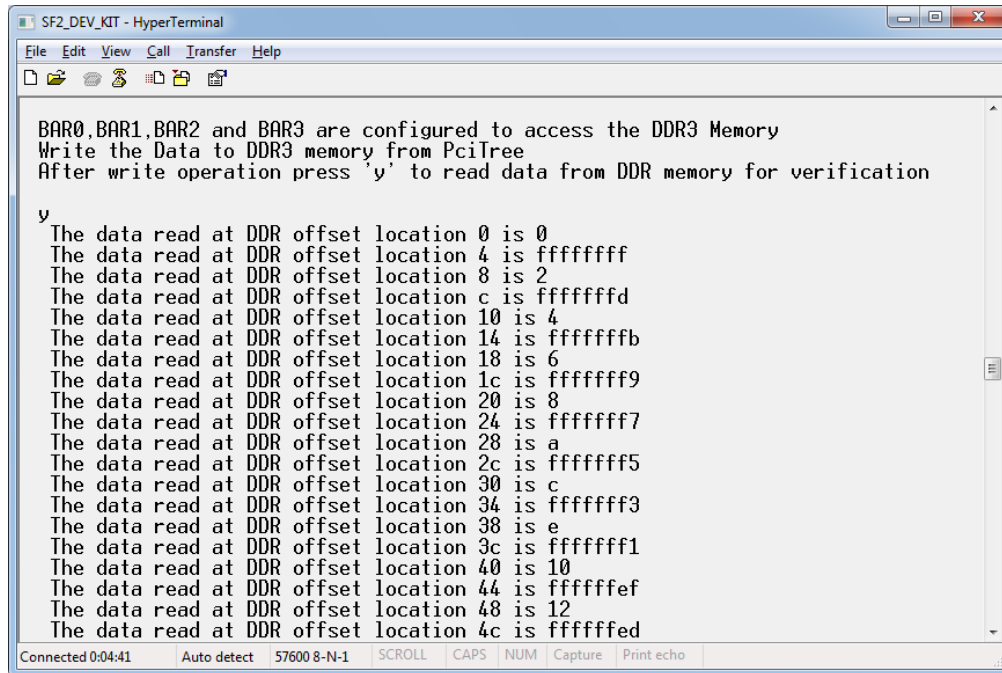 SF2_DEV_KIT - HyperTerminal
File Edit View Call Transfer Help
BAR0,BAR1,BAR2 and BAR3 are configured to access the DDR3 Memory
Write the Data to DDR3 memory from PciTree
After write operation press 'y' to read data from DDR memory for verification
y
The data read at DDR offset location 0 is 0
The data read at DDR offset location 4 is ffffffff
The data read at DDR offset location 8 is 2
The data read at DDR offset location c is fffffffd
The data read at DDR offset location 10 is 4
The data read at DDR offset location 14 is fffffffb
The data read at DDR offset location 18 is 6
The data read at DDR offset location 1c is fffffff9
The data read at DDR offset location 20 is 8
The data read at DDR offset location 24 is fffffff7
The data read at DDR offset location 28 is a
The data read at DDR offset location 2c is fffffff5
The data read at DDR offset location 30 is c
The data read at DDR offset location 34 is fffffff3
The data read at DDR offset location 38 is e
The data read at DDR offset location 3c is fffffff1
The data read at DDR offset location 40 is 10
The data read at DDR offset location 44 is ffffffef
The data read at DDR offset location 48 is 12
The data read at DDR offset location 4c is ffffffed
Connected 0:04:41 Auto detect 57600 8-N-1 SCROLL CAPS NUM Capture Print echo